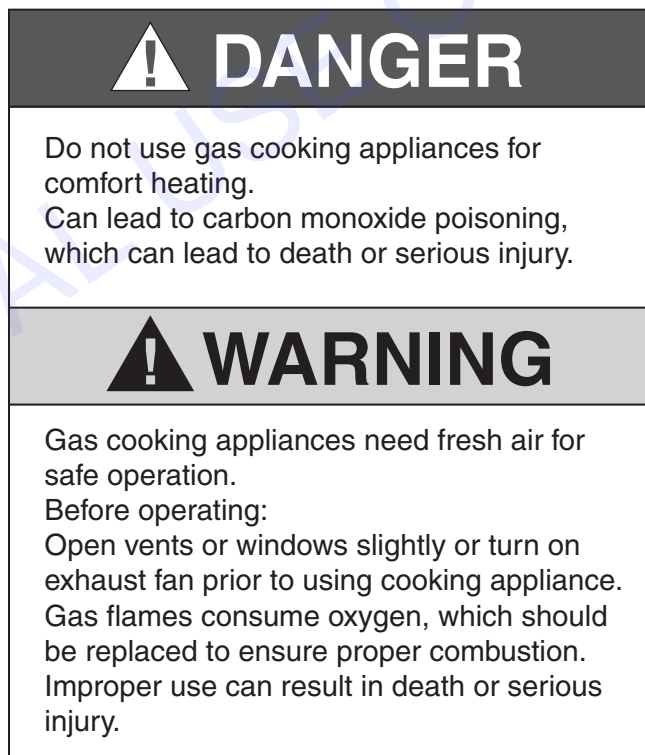 DANGER
Do not use gas cooking appliances for
comfort heating.
Can lead to carbon monoxide poisoning,
which can lead to death or serious injury.
WARNING
Gas cooking appliances need fresh air for
safe operation.
Before operating:
Open vents or windows slightly or turn on
exhaust fan prior to using cooking appliance.
Gas flames consume oxygen, which should
be replaced to ensure proper combustion.
Improper use can result in death or serious
injury.